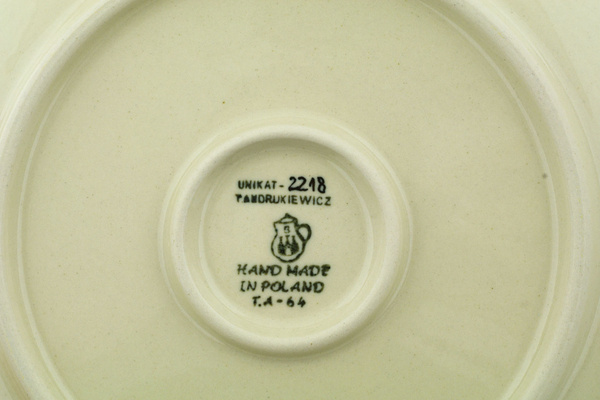 UNIKAT - 2218
T ANDRUKIEWICZ
S
HAND MADE
IN POLAND
T.A - 64